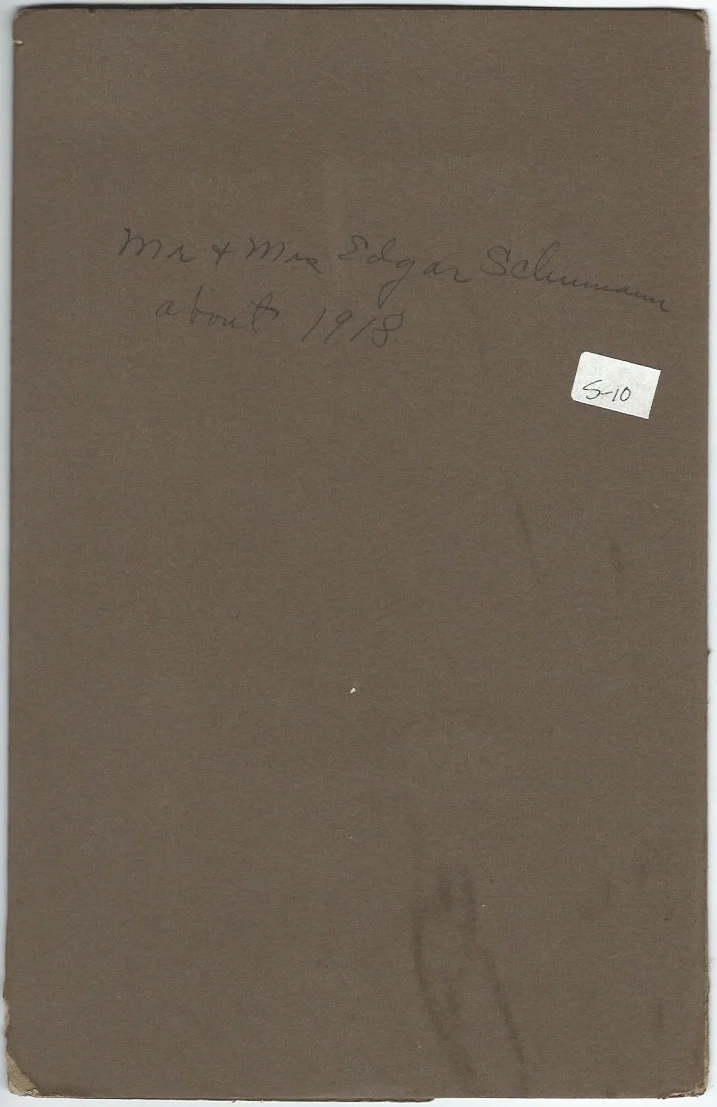 Mr + Mrs Edgar Schumann
about 1918
S-10